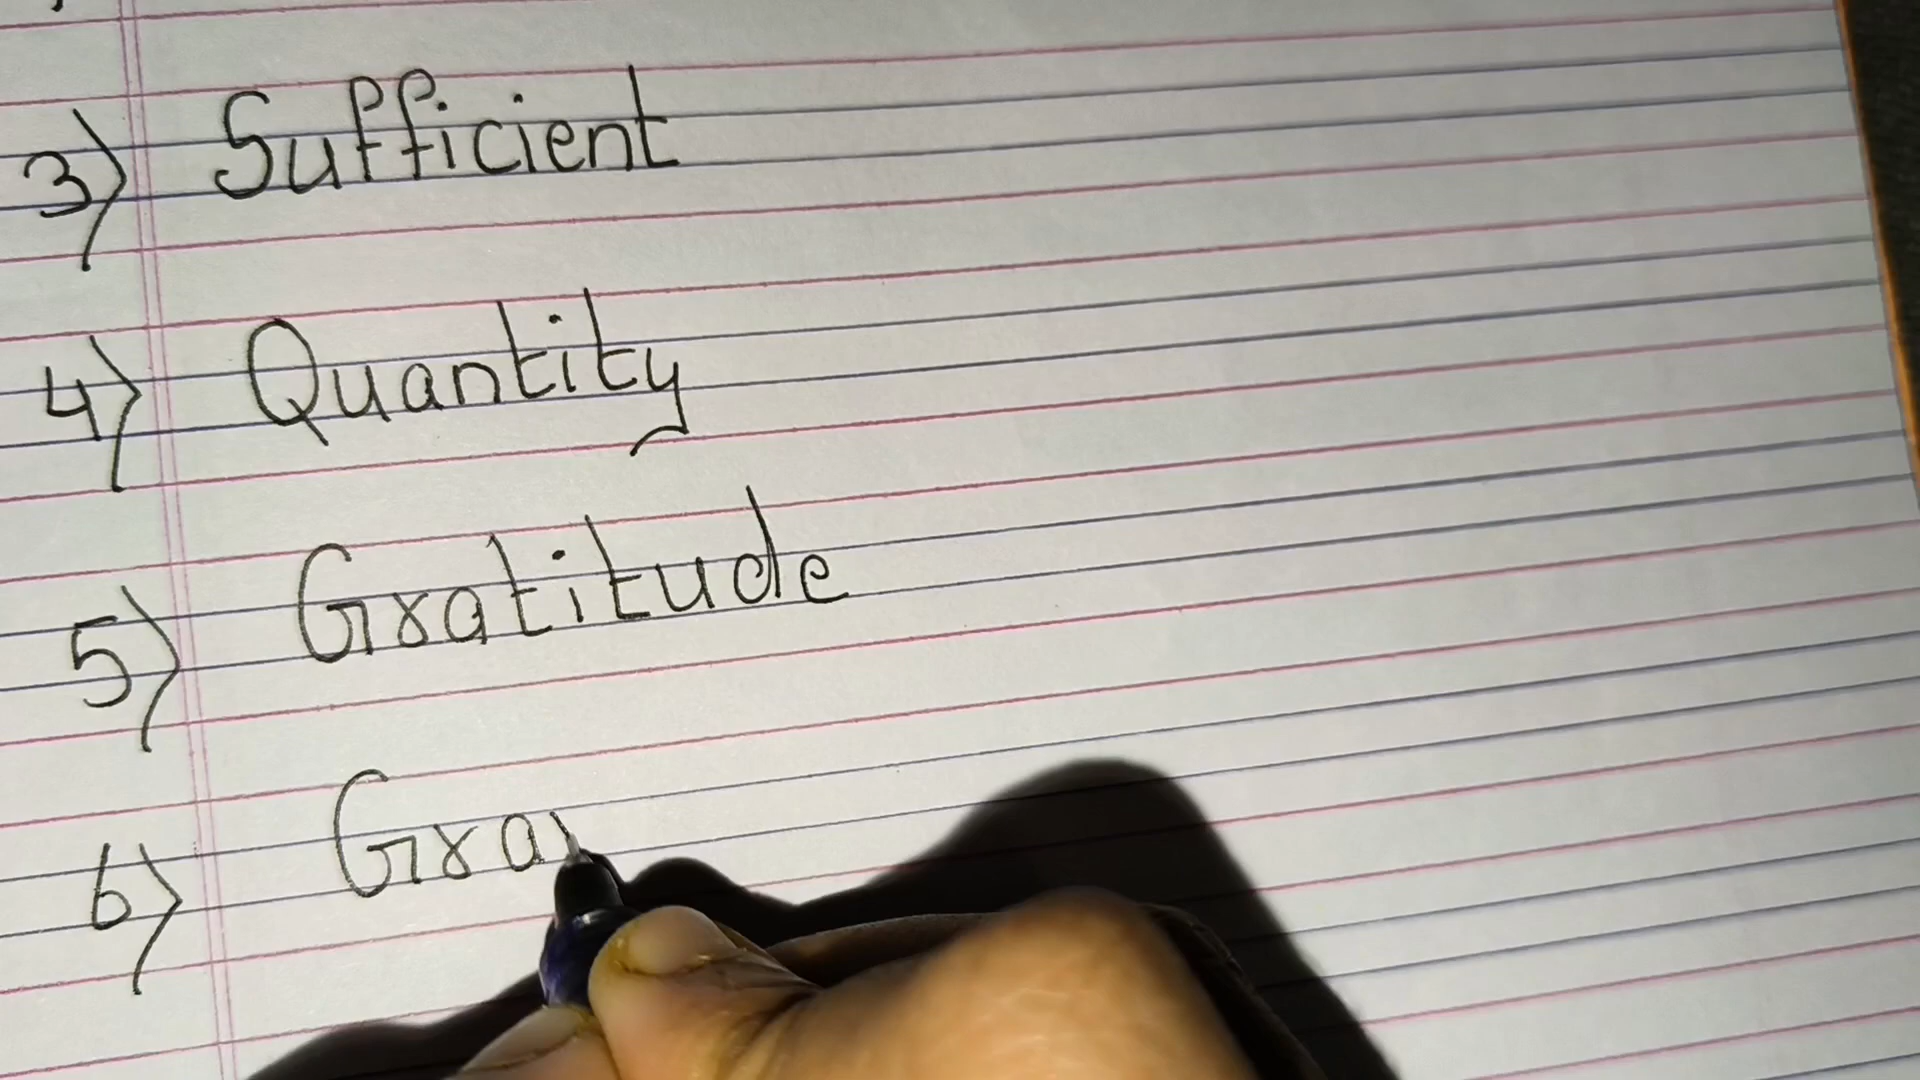 3) Sufficient
4) Quantity
5) Gratitude
6) Gra